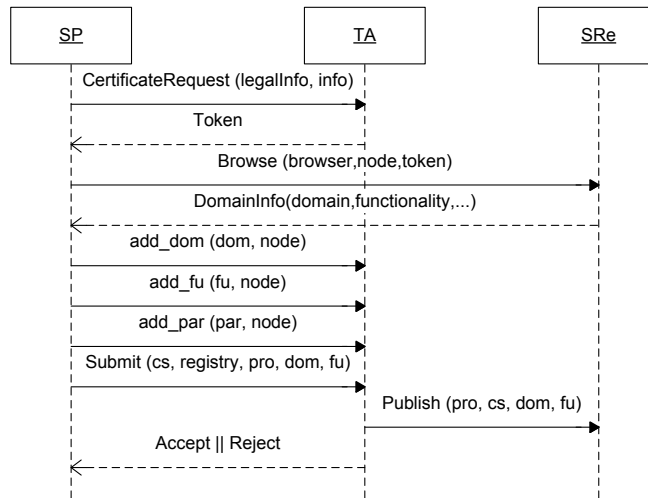 SP
TA
SRe
CertificateRequest (legalInfo, info)
Token
Browse (browser,node,token)
DomainInfo(domain,functionality,...)
add_dom (dom, node)
add_fu (fu, node)
add_par (par, node)
Submit (cs, registry, pro, dom, fu)
Publish (pro, cs, dom, fu)
Accept || Reject